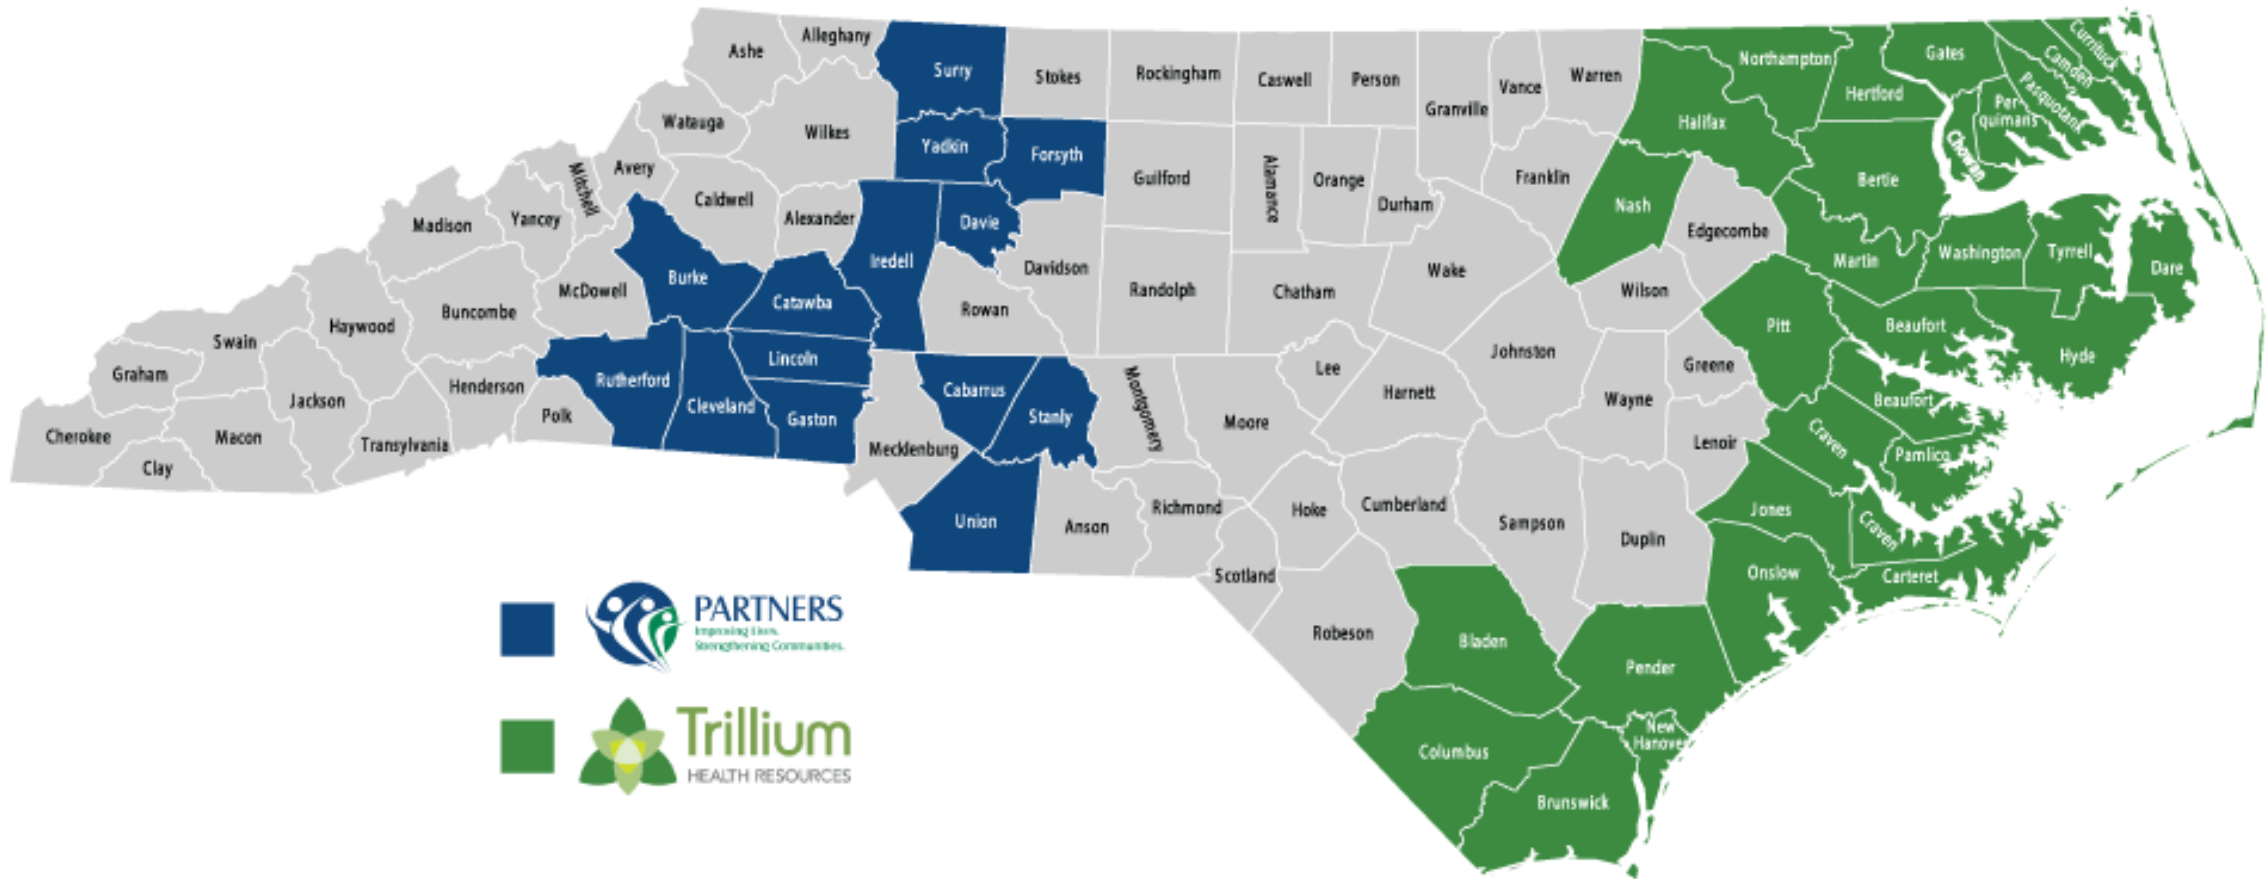 Ashe
Alleghany
Surry
Stokes
Rockingham
Caswell
Person
Vance
Granville
Warren
Northampton
Gates
Currituck
Camden
Pasquotank
Per-
quimans
Hertford
Halifax
Chowan
Watauga
Wilkes
Yadkin
Forsyth
Guilford
Alamance
Orange
Durham
Franklin
Nash
Edgecombe
Bertie
Mitchell
Avery
Caldwell
Alexander
Iredell
Davie
Davidson
Madison
Yancey
McDowell
Burke
Catawba
Rowan
Randolph
Chatham
Wake
Wilson
Martin
Washington
Tyrrell
Dare
Swain
Haywood
Buncombe
Rutherford
Lincoln
Cleveland
Gaston
Cabarrus
Stanly
Montgomery
Moore
Lee
Harnett
Johnston
Wayne
Greene
Pitt
Beaufort
Hyde
Graham
Jackson
Henderson
Polk
Cherokee
Clay
Macon
Transylvania
Mecklenburg
Union
Anson
Richmond
Hoke
Cumberland
Sampson
Duplin
Lenoir
Craven
Beaufort
Pamlico
Jones
Craven
Onslow
Carteret
Scotland
Robeson
Bladen
Pender
Columbus
New
Hanover
Brunswick
PARTNERS
Improving Lives.
Strengthening Communities.
Trillium
HEALTH RESOURCES